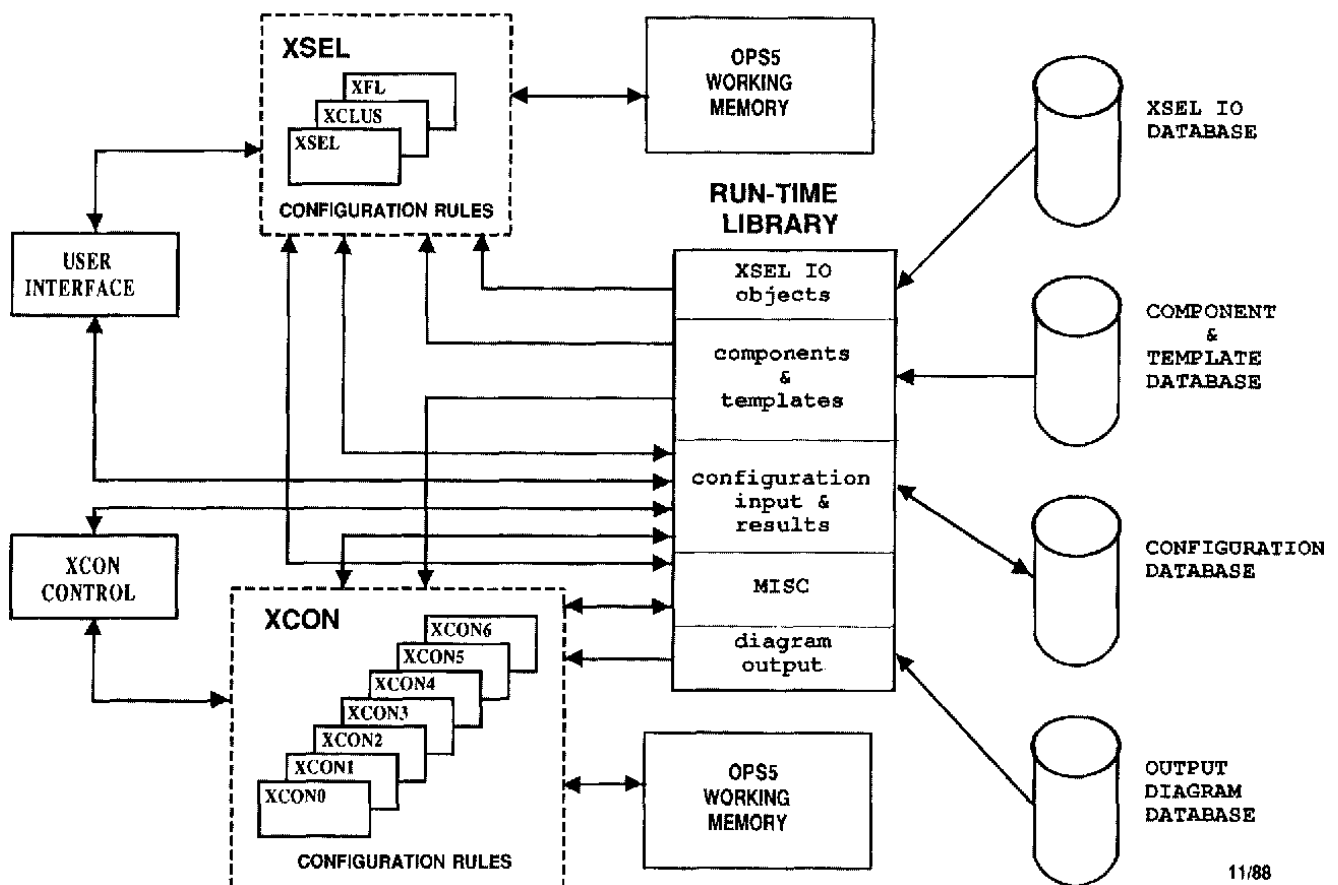 XSEL
XFL
XCLUS
XSEL
CONFIGURATION RULES
OPS5
WORKING
MEMORY
XSEL IO
DATABASE
USER
INTERFACE
RUN-TIME
LIBRARY
XSEL IO
objects
components
&
templates
configuration
input &
results
MISC
diagram
output
COMPONENT
&
TEMPLATE
DATABASE
CONFIGURATION
DATABASE
XCON
CONTROL
XCON
XCON6
XCON5
XCON4
XCON3
XCON2
XCON1
XCON0
CONFIGURATION RULES
OPS5
WORKING
MEMORY
OUTPUT
DIAGRAM
DATABASE
11/88